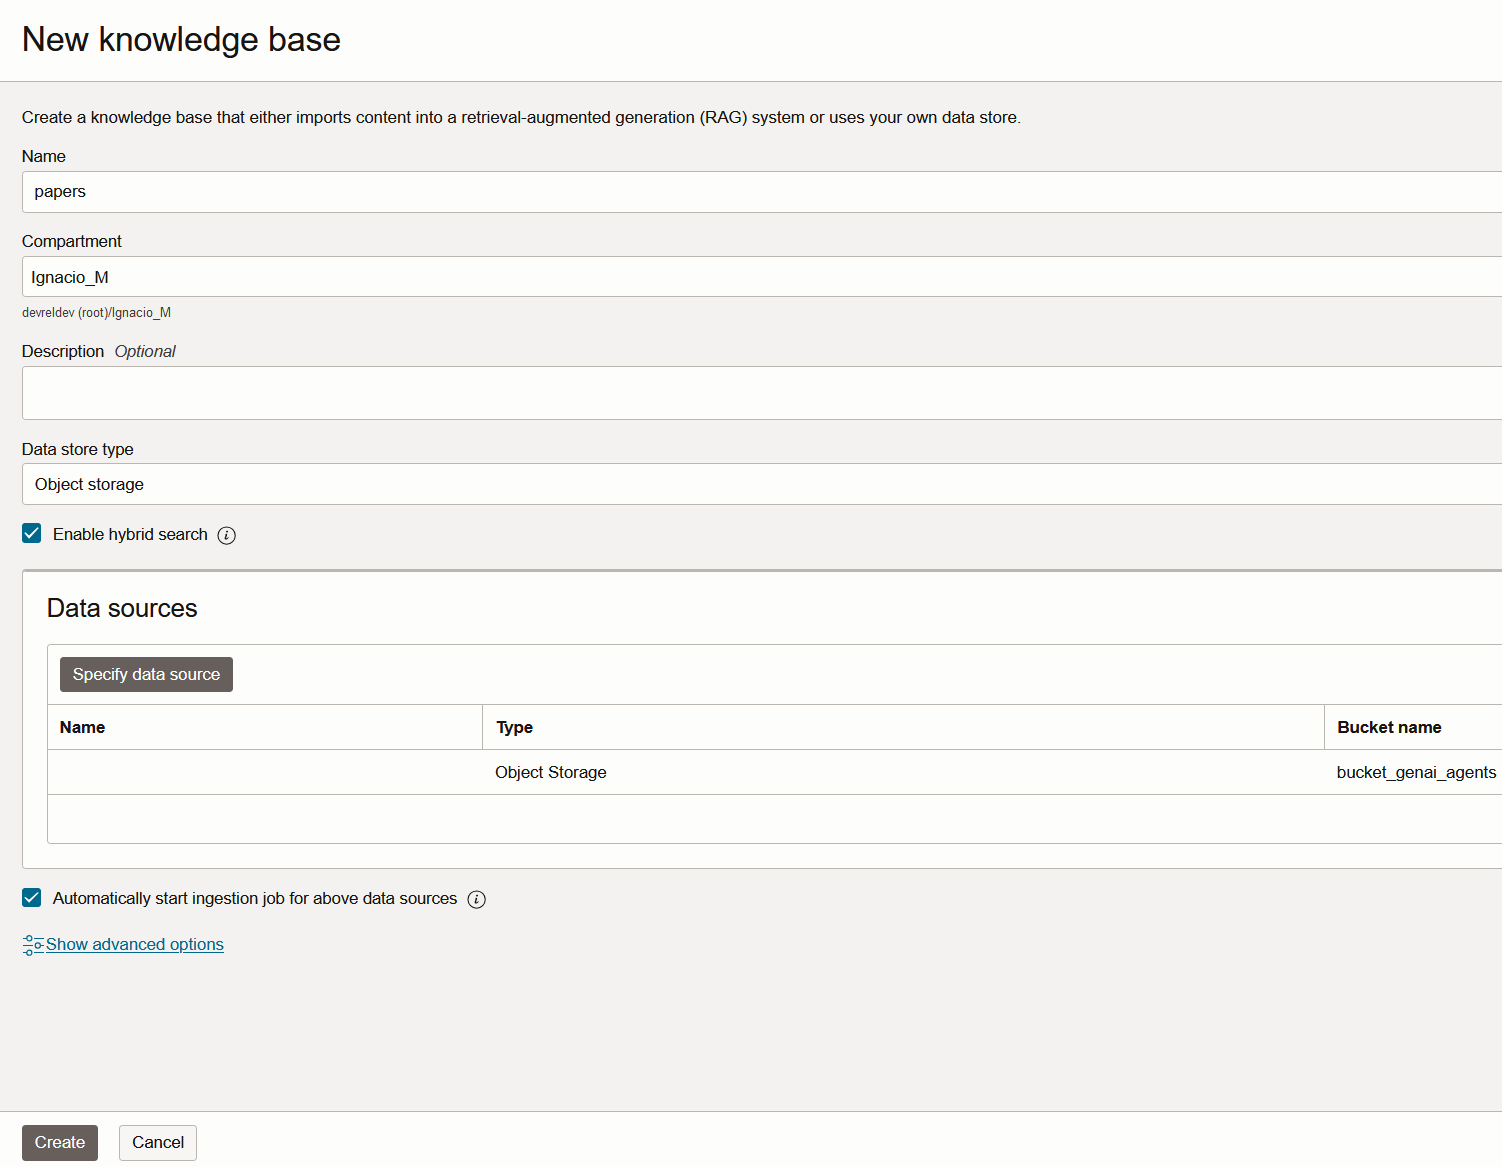 New knowledge base
Create a knowledge base that either imports content into a retrieval-augmented generation (RAG) system or uses your own data store.
Name
papers
Compartment
Ignacio_M
devreldev (root)/Ignacio_M
Description Optional
Data store type
Object storage
Enable hybrid search
Data sources
Specify data source
Name Type Bucket name
Object Storage bucket_genai_agents
Automatically start ingestion job for above data sources
Show advanced options
Create Cancel